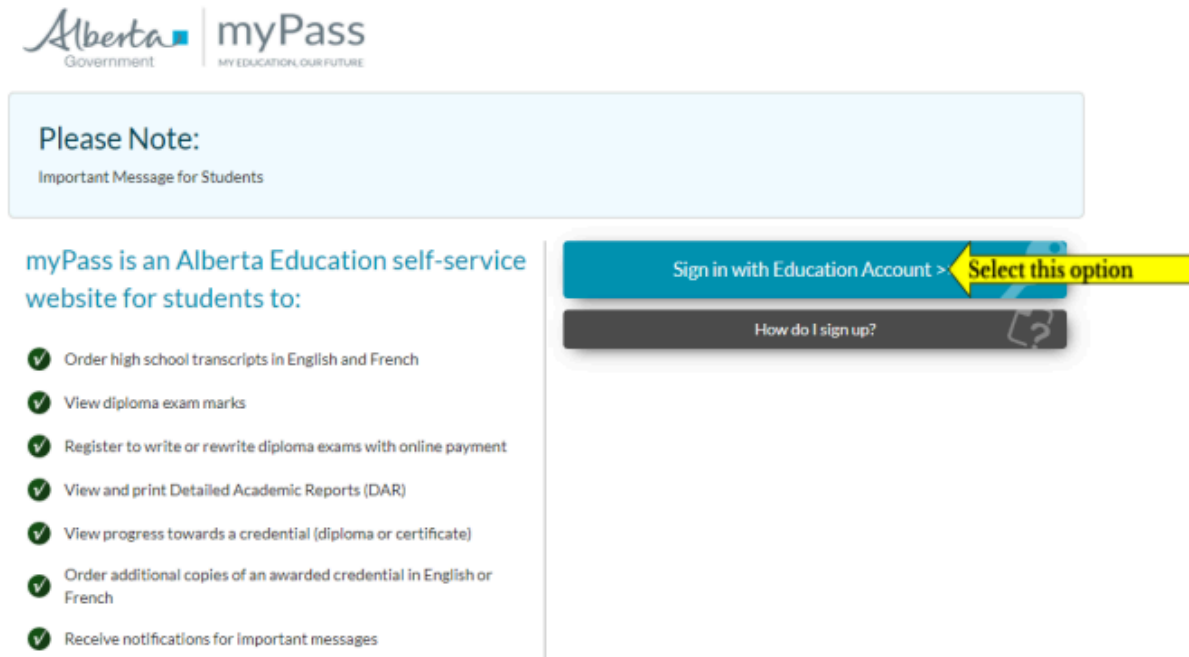 Alberta
Government
myPass
MY EDUCATION, OUR FUTURE
Please Note:
Important Message for Students
myPass is an Alberta Education self-service
website for students to:
Order high school transcripts in English and French
View diploma exam marks
Register to write or rewrite diploma exams with online payment
View and print Detailed Academic Reports (DAR)
View progress towards a credential (diploma or certificate)
Order additional copies of an awarded credential in English or
French
Receive notifications for important messages
Sign in with Education Account >
Select this option
How do I sign up?